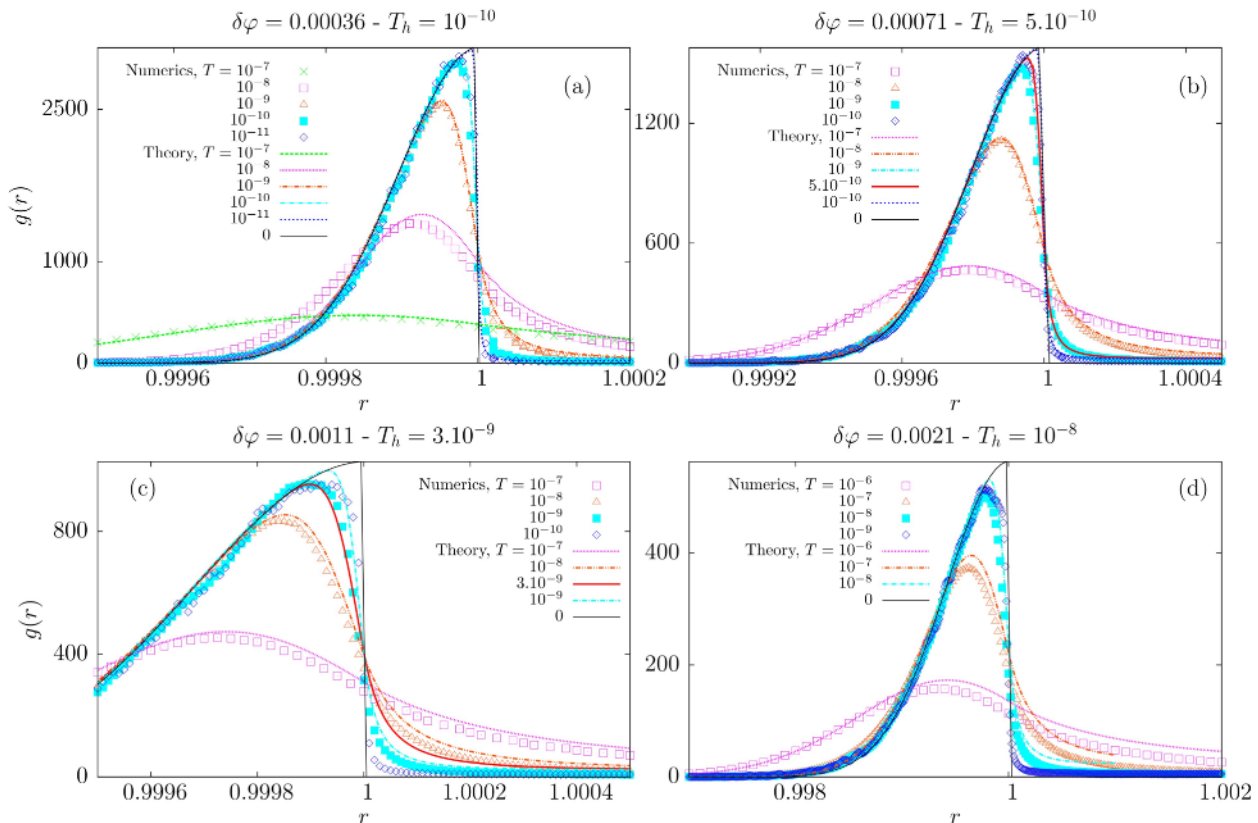 δφ = 0.00036 - T_h = 10^{-10}
(a)
Numerics, T = 10^{-7}
10^{-8}
10^{-9}
10^{-10}
10^{-11}
Theory, T = 10^{-7}
10^{-8}
10^{-9}
10^{-10}
10^{-11}
0
g(r)
2500
1000
0
0.9996
0.9998
1
1.0002
r
δφ = 0.00071 - T_h = 5.10^{-10}
(b)
Numerics, T = 10^{-7}
10^{-8}
10^{-9}
10^{-10}
Theory, 10^{-7}
10^{-8}
10^{-9}
5.10^{-10}
10^{-10}
0
1200
600
0
0.9992
0.9996
1
1.0004
r
δφ = 0.0011 - T_h = 3.10^{-9}
(c)
Numerics, T = 10^{-7}
10^{-8}
10^{-9}
10^{-10}
Theory, T = 10^{-7}
10^{-8}
3.10^{-9}
10^{-9}
0
g(r)
800
400
0
0.9996
0.9998
1
1.0002
1.0004
r
δφ = 0.0021 - T_h = 10^{-8}
(d)
Numerics, T = 10^{-6}
10^{-7}
10^{-8}
10^{-9}
Theory, T = 10^{-6}
10^{-7}
10^{-8}
0
400
200
0
0.998
1
1.002
r